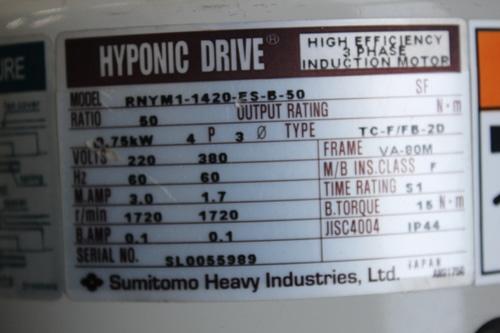 URE
HYPONIC DRIVE®
HIGH EFFICIENCY
3 PHASE
INDUCTION MOTOR
MODEL RNYM1-1420-ES-B-50 SF
RATIO 50 OUTPUT RATING N·m
0.75kW 4 P 3 Ø TYPE TC-F/FB-2D
VOLTS 220 380 FRAME VA-80M
Hz 60 60 M/B INS.CLASS F
M.AMP 3.0 1.7 TIME RATING S1
r/min 1720 1720 B.TORQUE 15 N·m
B.AMP 0.1 0.1 JISC4004 IP44
SERIAL NO. SL0055989 JAPAN
Sumitomo Heavy Industries, Ltd.